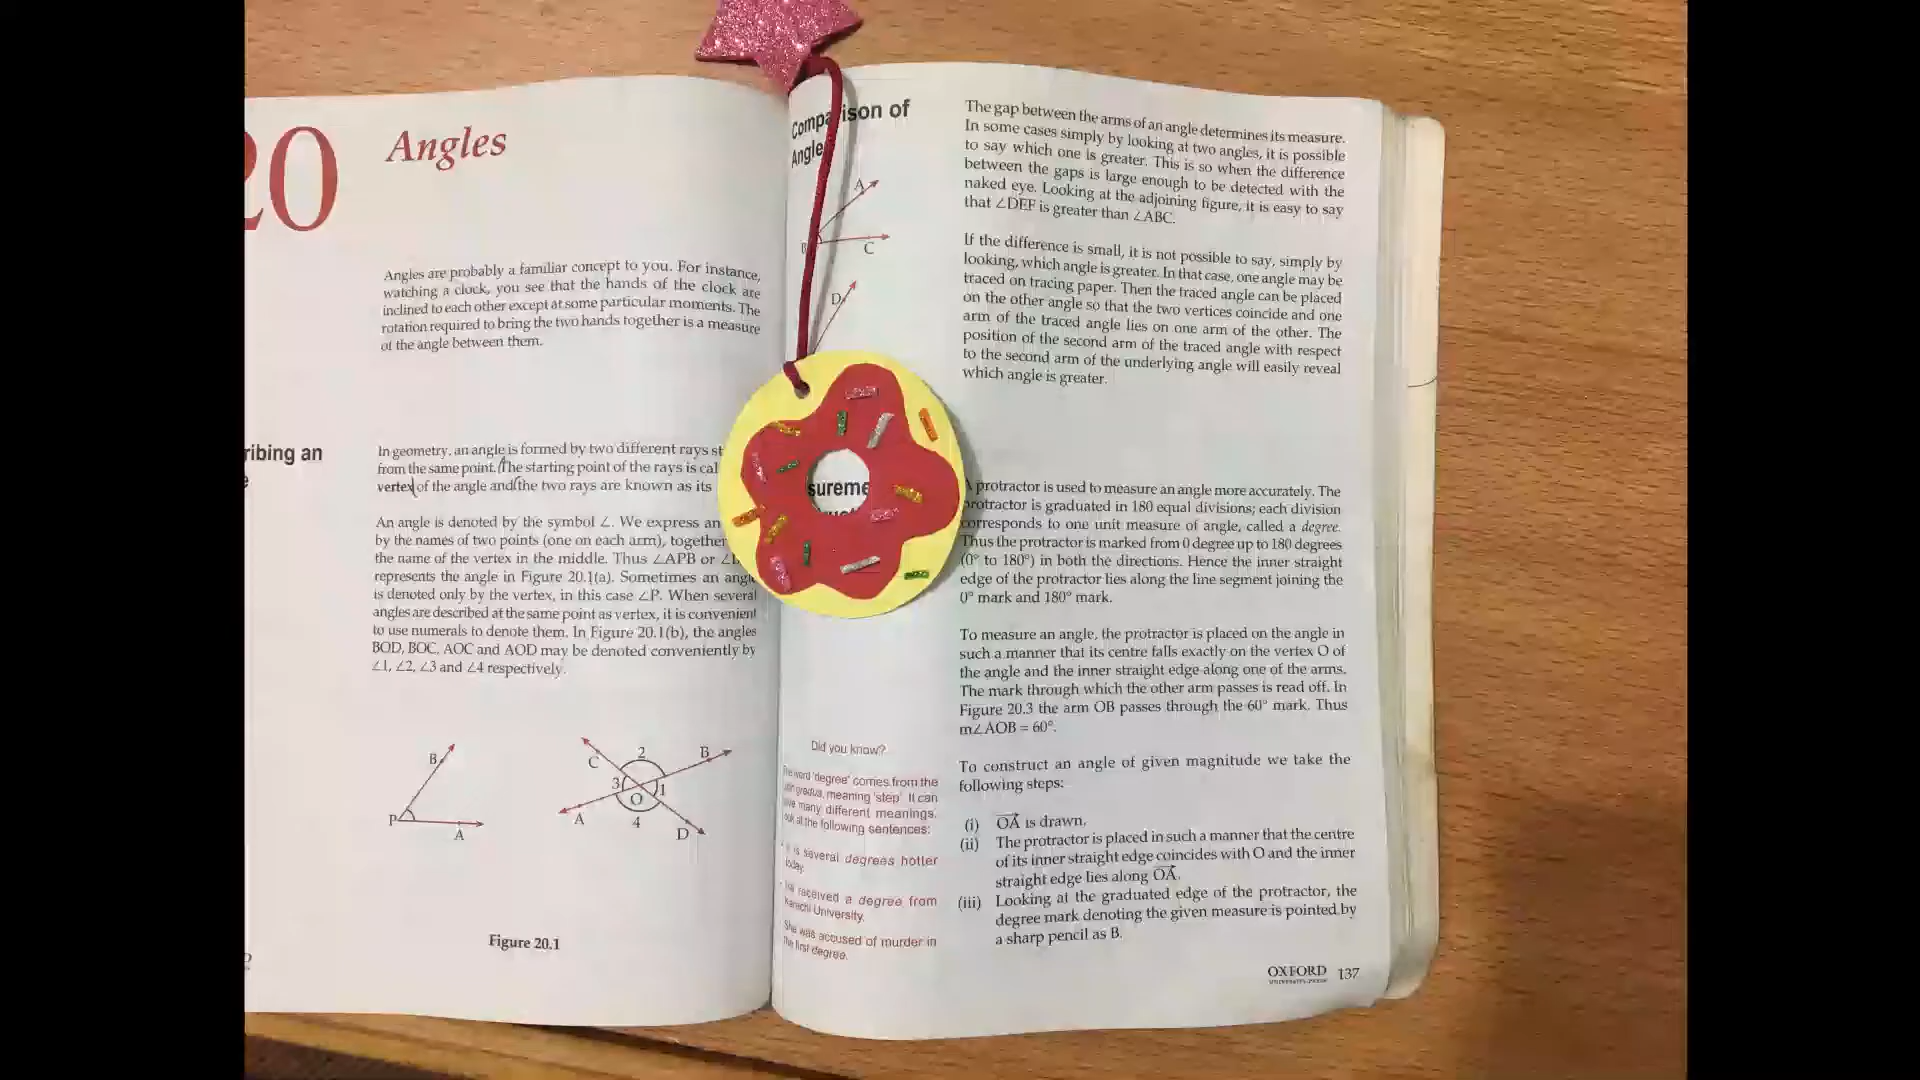 20
Angles
Angles are probably a familiar concept to you. For instance,
watching a clock, you see that the hands of the clock are
inclined to each other except at some particular moments. The
rotation required to bring the two hands together is a measure
of the angle between them.
ribing an
In geometry, an angle is formed by two different rays st
from the same point. The starting point of the rays is cal
vertex of the angle and the two rays are known as its
An angle is denoted by the symbol ∠. We express an
by the names of two points (one on each arm), together
the name of the vertex in the middle. Thus ∠APB or ∠
represents the angle in Figure 20.1(a). Sometimes an angle
is denoted only by the vertex, in this case ∠P. When several
angles are described at the same point as vertex, it is convenient
to use numerals to denote them. In Figure 20.1(b), the angles
BOD, BOC, AOC and AOD may be denoted conveniently by
∠1, ∠2, ∠3 and ∠4 respectively.
B
P
A
C
2
B
3
1
O
A
4
D
Figure 20.1
Comparison of
Angle
A
B
C
D
sureme
Did you know?
The word 'degree' comes from the
gradus, meaning 'step'. It can
many different meanings.
at the following sentences:
is several degrees hotter
today.
received a degree from
Karachi University.
She was accused of murder in
the first degree.
The gap between the arms of an angle determines its measure.
In some cases simply by looking at two angles, it is possible
to say which one is greater. This is so when the difference
between the gaps is large enough to be detected with the
naked eye. Looking at the adjoining figure, it is easy to say
that ∠DEF is greater than ∠ABC.
If the difference is small, it is not possible to say, simply by
looking, which angle is greater. In that case, one angle may be
traced on tracing paper. Then the traced angle can be placed
on the other angle so that the two vertices coincide and one
arm of the traced angle lies on one arm of the other. The
position of the second arm of the traced angle with respect
to the second arm of the underlying angle will easily reveal
which angle is greater.
A protractor is used to measure an angle more accurately. The
protractor is graduated in 180 equal divisions; each division
corresponds to one unit measure of angle, called a degree.
Thus the protractor is marked from 0 degree up to 180 degrees
(0° to 180°) in both the directions. Hence the inner straight
edge of the protractor lies along the line segment joining the
0° mark and 180° mark.
To measure an angle, the protractor is placed on the angle in
such a manner that its centre falls exactly on the vertex O of
the angle and the inner straight edge along one of the arms.
The mark through which the other arm passes is read off. In
Figure 20.3 the arm OB passes through the 60° mark. Thus
m∠AOB = 60°.
To construct an angle of given magnitude we take the
following steps:
(i) OA is drawn.
(ii) The protractor is placed in such a manner that the centre
of its inner straight edge coincides with O and the inner
straight edge lies along OA.
(iii) Looking at the graduated edge of the protractor, the
degree mark denoting the given measure is pointed by
a sharp pencil as B.
OXFORD 137
UNIVERSITY PRESS